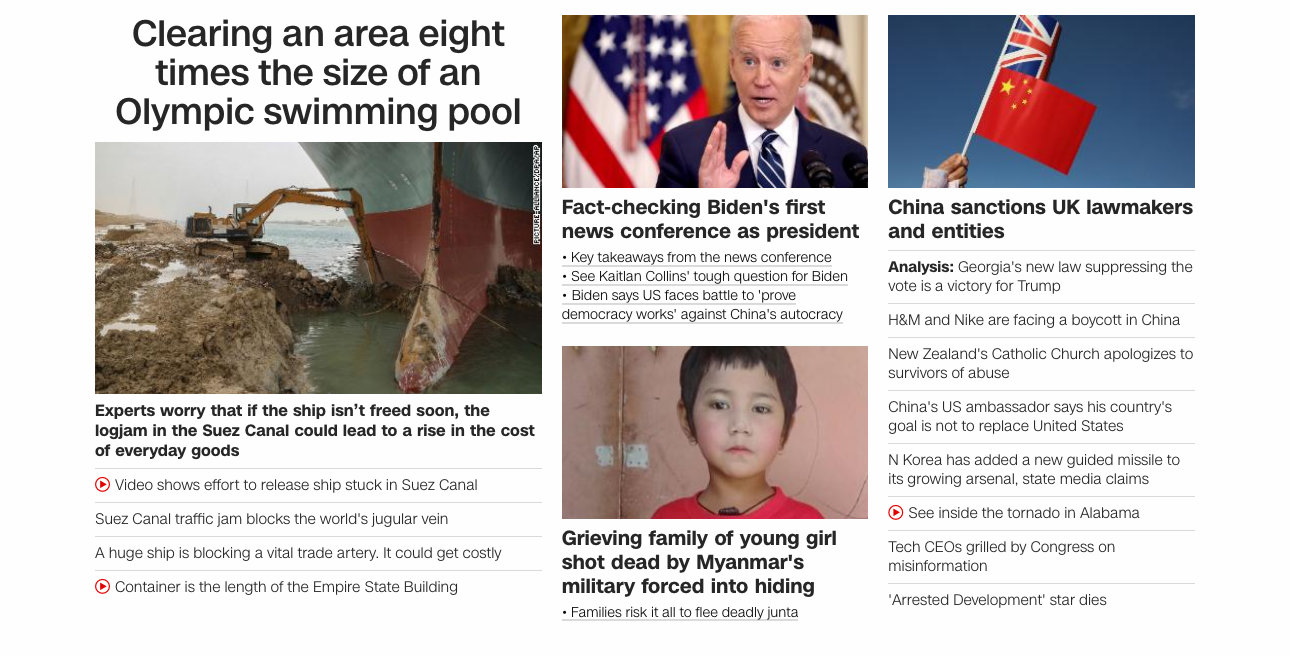 Clearing an area eight
times the size of an
Olympic swimming pool
PICTURE-ALLIANCE/DPA/AP
Experts worry that if the ship isn’t freed soon, the
logjam in the Suez Canal could lead to a rise in the cost
of everyday goods
Video shows effort to release ship stuck in Suez Canal
Suez Canal traffic jam blocks the world's jugular vein
A huge ship is blocking a vital trade artery. It could get costly
Container is the length of the Empire State Building
Fact-checking Biden's first
news conference as president
• Key takeaways from the news conference
• See Kaitlan Collins' tough question for Biden
• Biden says US faces battle to 'prove
democracy works' against China's autocracy
Grieving family of young girl
shot dead by Myanmar's
military forced into hiding
• Families risk it all to flee deadly junta
China sanctions UK lawmakers
and entities
Analysis: Georgia's new law suppressing the
vote is a victory for Trump
H&M and Nike are facing a boycott in China
New Zealand's Catholic Church apologizes to
survivors of abuse
China's US ambassador says his country's
goal is not to replace United States
N Korea has added a new guided missile to
its growing arsenal, state media claims
See inside the tornado in Alabama
Tech CEOs grilled by Congress on
misinformation
'Arrested Development' star dies